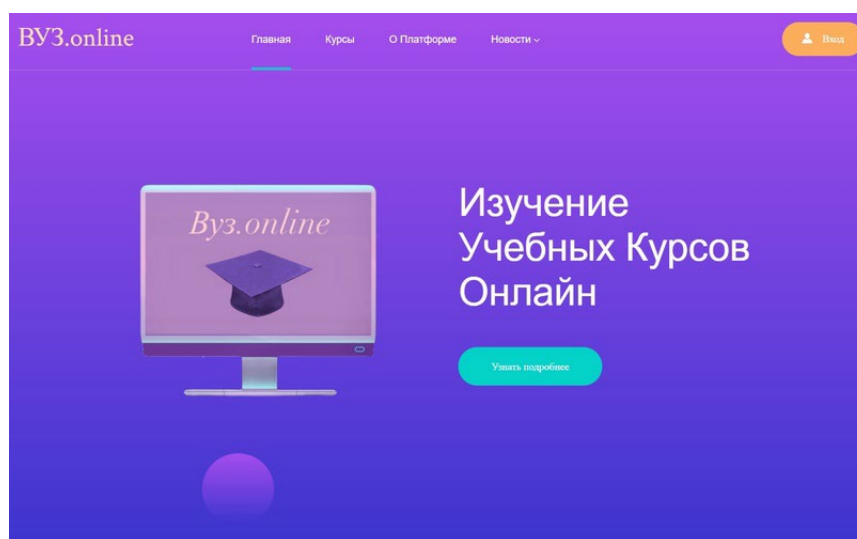 ВУЗ.online
Главная Курсы О Платформе Новости
Вход
Вуз.online
Изучение
Учебных Курсов
Онлайн
Узнать подробнее